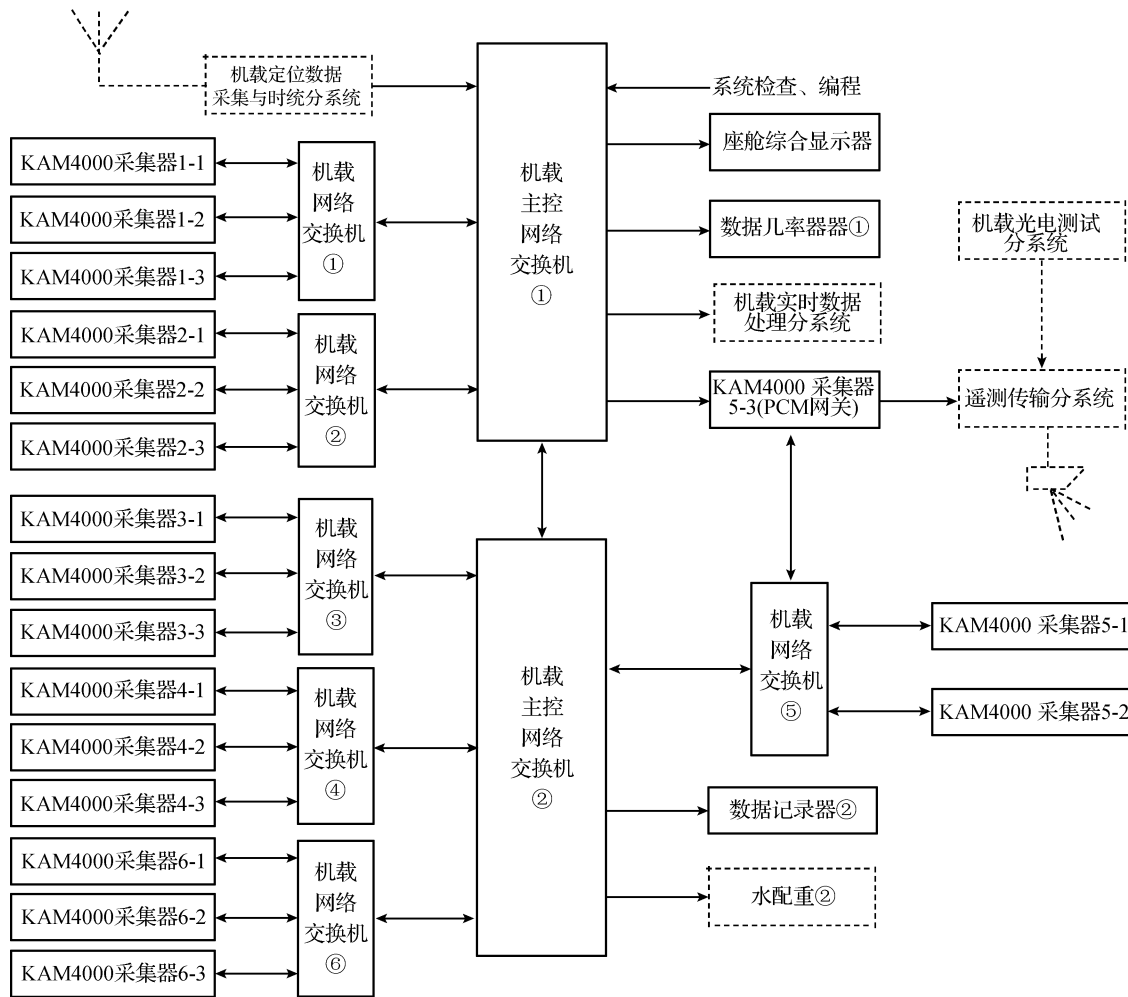 机载定位数据
采集与时统分系统
KAM4000采集器1-1
KAM4000采集器1-2
KAM4000采集器1-3
KAM4000采集器2-1
KAM4000采集器2-2
KAM4000采集器2-3
KAM4000采集器3-1
KAM4000采集器3-2
KAM4000采集器3-3
KAM4000采集器4-1
KAM4000采集器4-2
KAM4000采集器4-3
KAM4000采集器6-1
KAM4000采集器6-2
KAM4000采集器6-3
机载
网络
交换机
①
机载
网络
交换机
②
机载
网络
交换机
③
机载
网络
交换机
④
机载
网络
交换机
⑥
机载
主控
网络
交换机
①
机载
主控
网络
交换机
②
系统检查、编程
座舱综合显示器
数据几率器器①
机载实时数据
处理分系统
KAM4000 采集器
5-3(PCM网关)
机载光电测试
分系统
遥测传输分系统
机载
网络
交换机
⑤
KAM4000 采集器5-1
KAM4000 采集器5-2
数据记录器②
水配重②